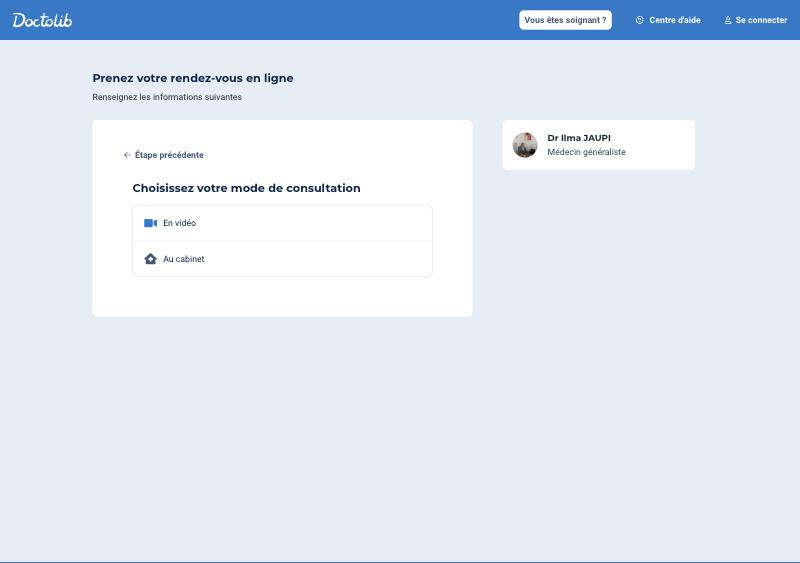 Doctolib
Vous êtes soignant ?
Centre d'aide
Se connecter
Prenez votre rendez-vous en ligne
Renseignez les informations suivantes
Étape précédente
Choisissez votre mode de consultation
En vidéo
Au cabinet
Dr Ilma JAUPI
Médecin généraliste